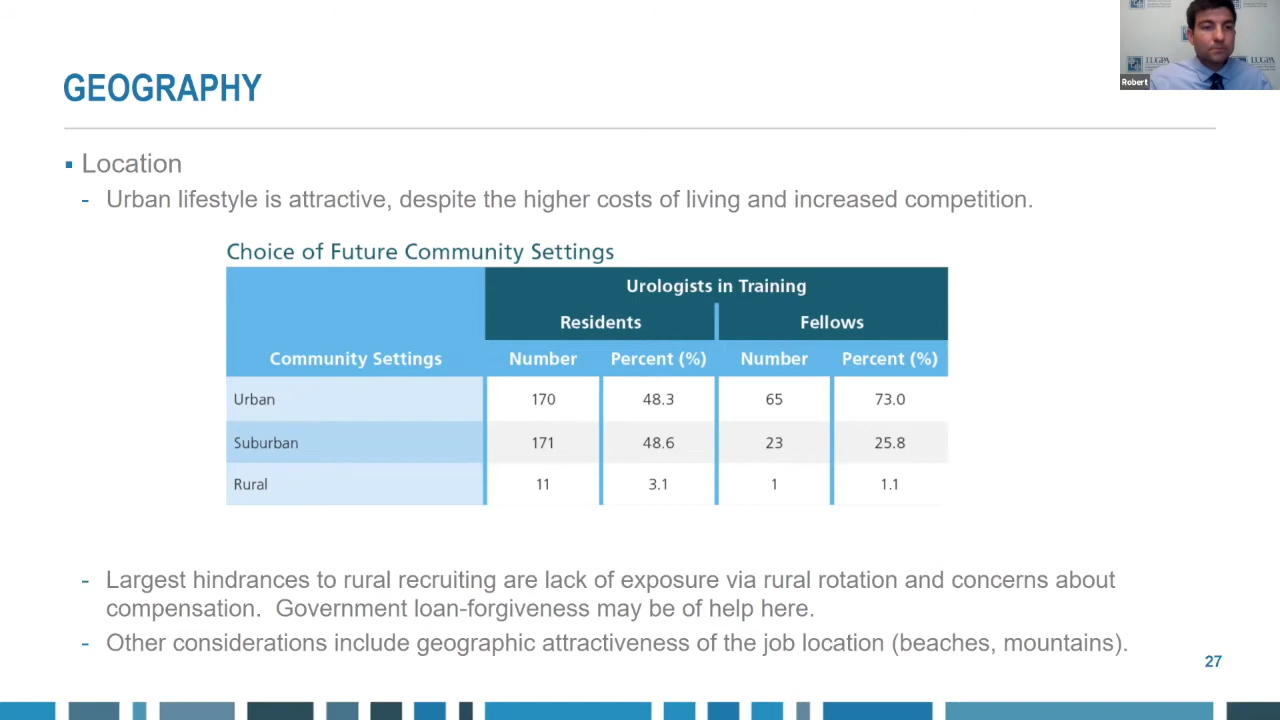 GEOGRAPHY
LUGPA
Robert
▪ Location
- Urban lifestyle is attractive, despite the higher costs of living and increased competition.
Choice of Future Community Settings
Urologists in Training
Residents Fellows
Community Settings Number Percent (%) Number Percent (%)
Urban 170 48.3 65 73.0
Suburban 171 48.6 23 25.8
Rural 11 3.1 1 1.1
- Largest hindrances to rural recruiting are lack of exposure via rural rotation and concerns about
compensation. Government loan-forgiveness may be of help here.
- Other considerations include geographic attractiveness of the job location (beaches, mountains).
27